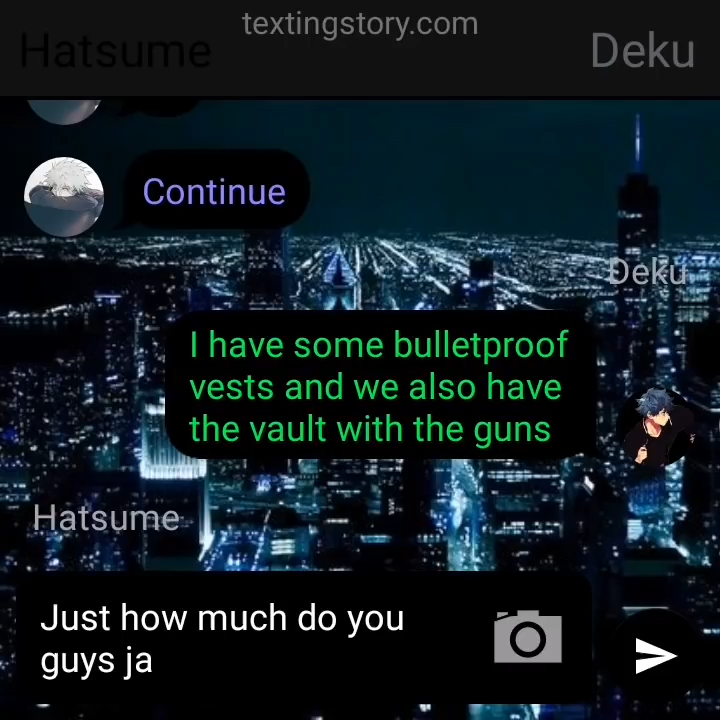 textingstory.com
Hatsume
Deku
Continue
Deku
I have some bulletproof
vests and we also have
the vault with the guns
Hatsume
Just how much do you
guys ja